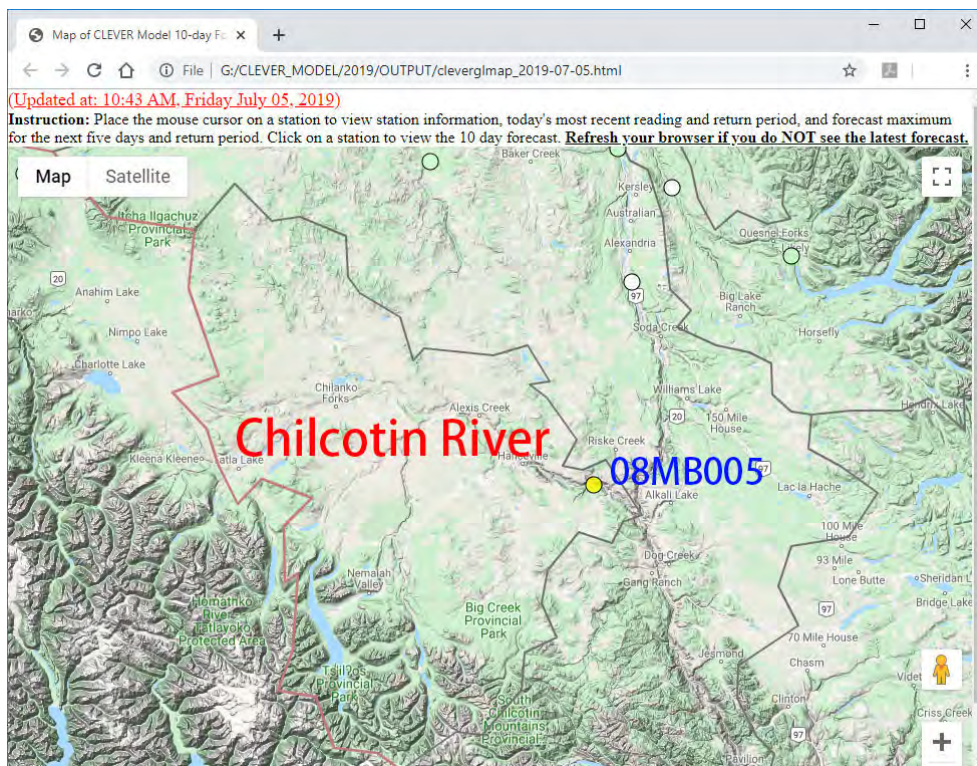 Map of CLEVER Model 10-day Fo
File | G:/CLEVER_MODEL/2019/OUTPUT/cleverglmap_2019-07-05.html
(Updated at: 10:43 AM, Friday July 05, 2019)
Instruction: Place the mouse cursor on a station to view station information, today's most recent reading and return period, and forecast maximum
for the next five days and return period. Click on a station to view the 10 day forecast. Refresh your browser if you do NOT see the latest forecast.
Map Satellite
Baker Creek
Kersley
Itcha Ilgachuz
Provincial
Park
Australian
Alexandria
Quesnel Forks
Likely
20
Anahim Lake
97
Big Lake
Ranch
Nimpo Lake
Soda Creek
Horsefly
Charlotte Lake
Chilanko
Forks
Williams Lake
Alexis Creek
20
150 Mile
House
Hendrix Lake
Chilcotin River
Riske Creek
Kleena Kleene
Tatla Lake
Hanceville
08MB005
97
Alkali Lake
Lac la Hache
100 Mile
House
Dog Creek
93 Mile
Nemaiah
Valley
Gang Ranch
Lone Butte
Sheridan L
Homathko
River-
Tatlayoko
Protected Area
Big Creek
Provincial
Park
97
Bridge Lake
70 Mile House
Jesmond
Chasm
Ts'il?os
Provincial
Park
South
Chilcotin
Mountains
Provincial
Clinton
97
Criss Creek
Pavilion